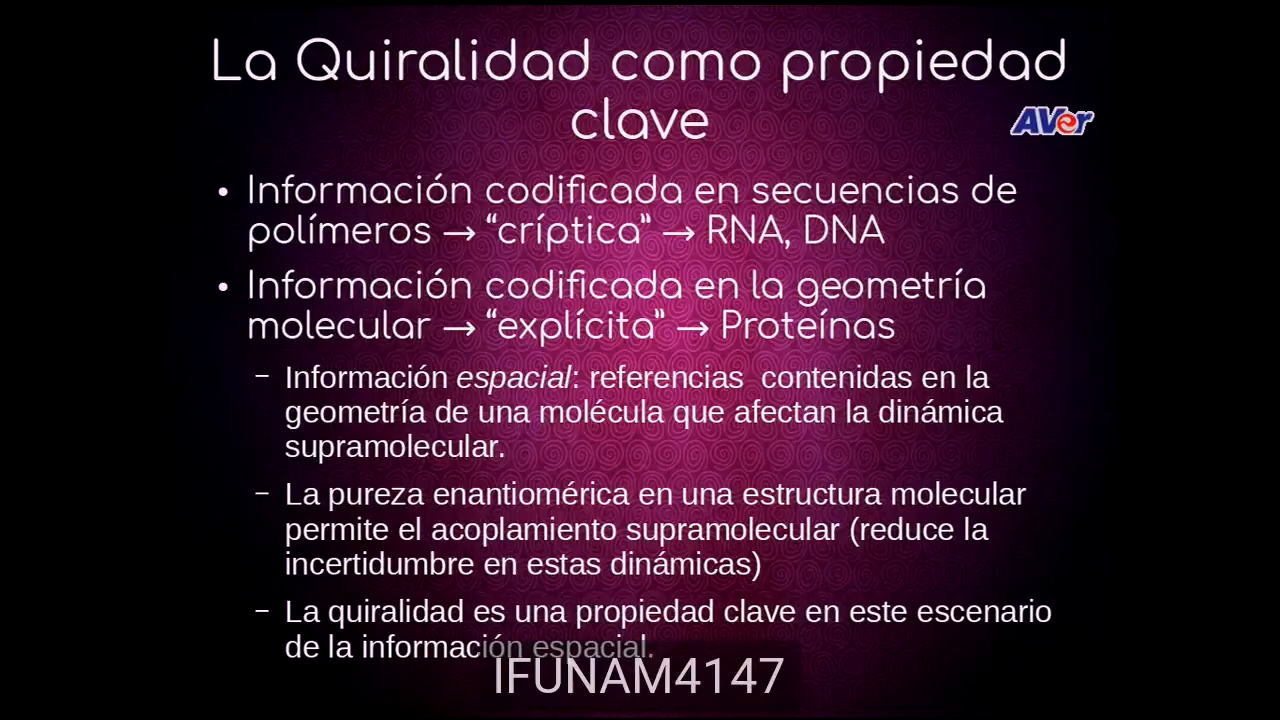 La Quiralidad como propiedad
clave
AVer
• Información codificada en secuencias de
polímeros → “críptica” → RNA, DNA
• Información codificada en la geometría
molecular → “explícita” → Proteínas
– Información espacial: referencias contenidas en la
geometría de una molécula que afectan la dinámica
supramolecular.
– La pureza enantiomérica en una estructura molecular
permite el acoplamiento supramolecular (reduce la
incertidumbre en estas dinámicas)
– La quiralidad es una propiedad clave en este escenario
de la información espacial.
IFUNAM4147